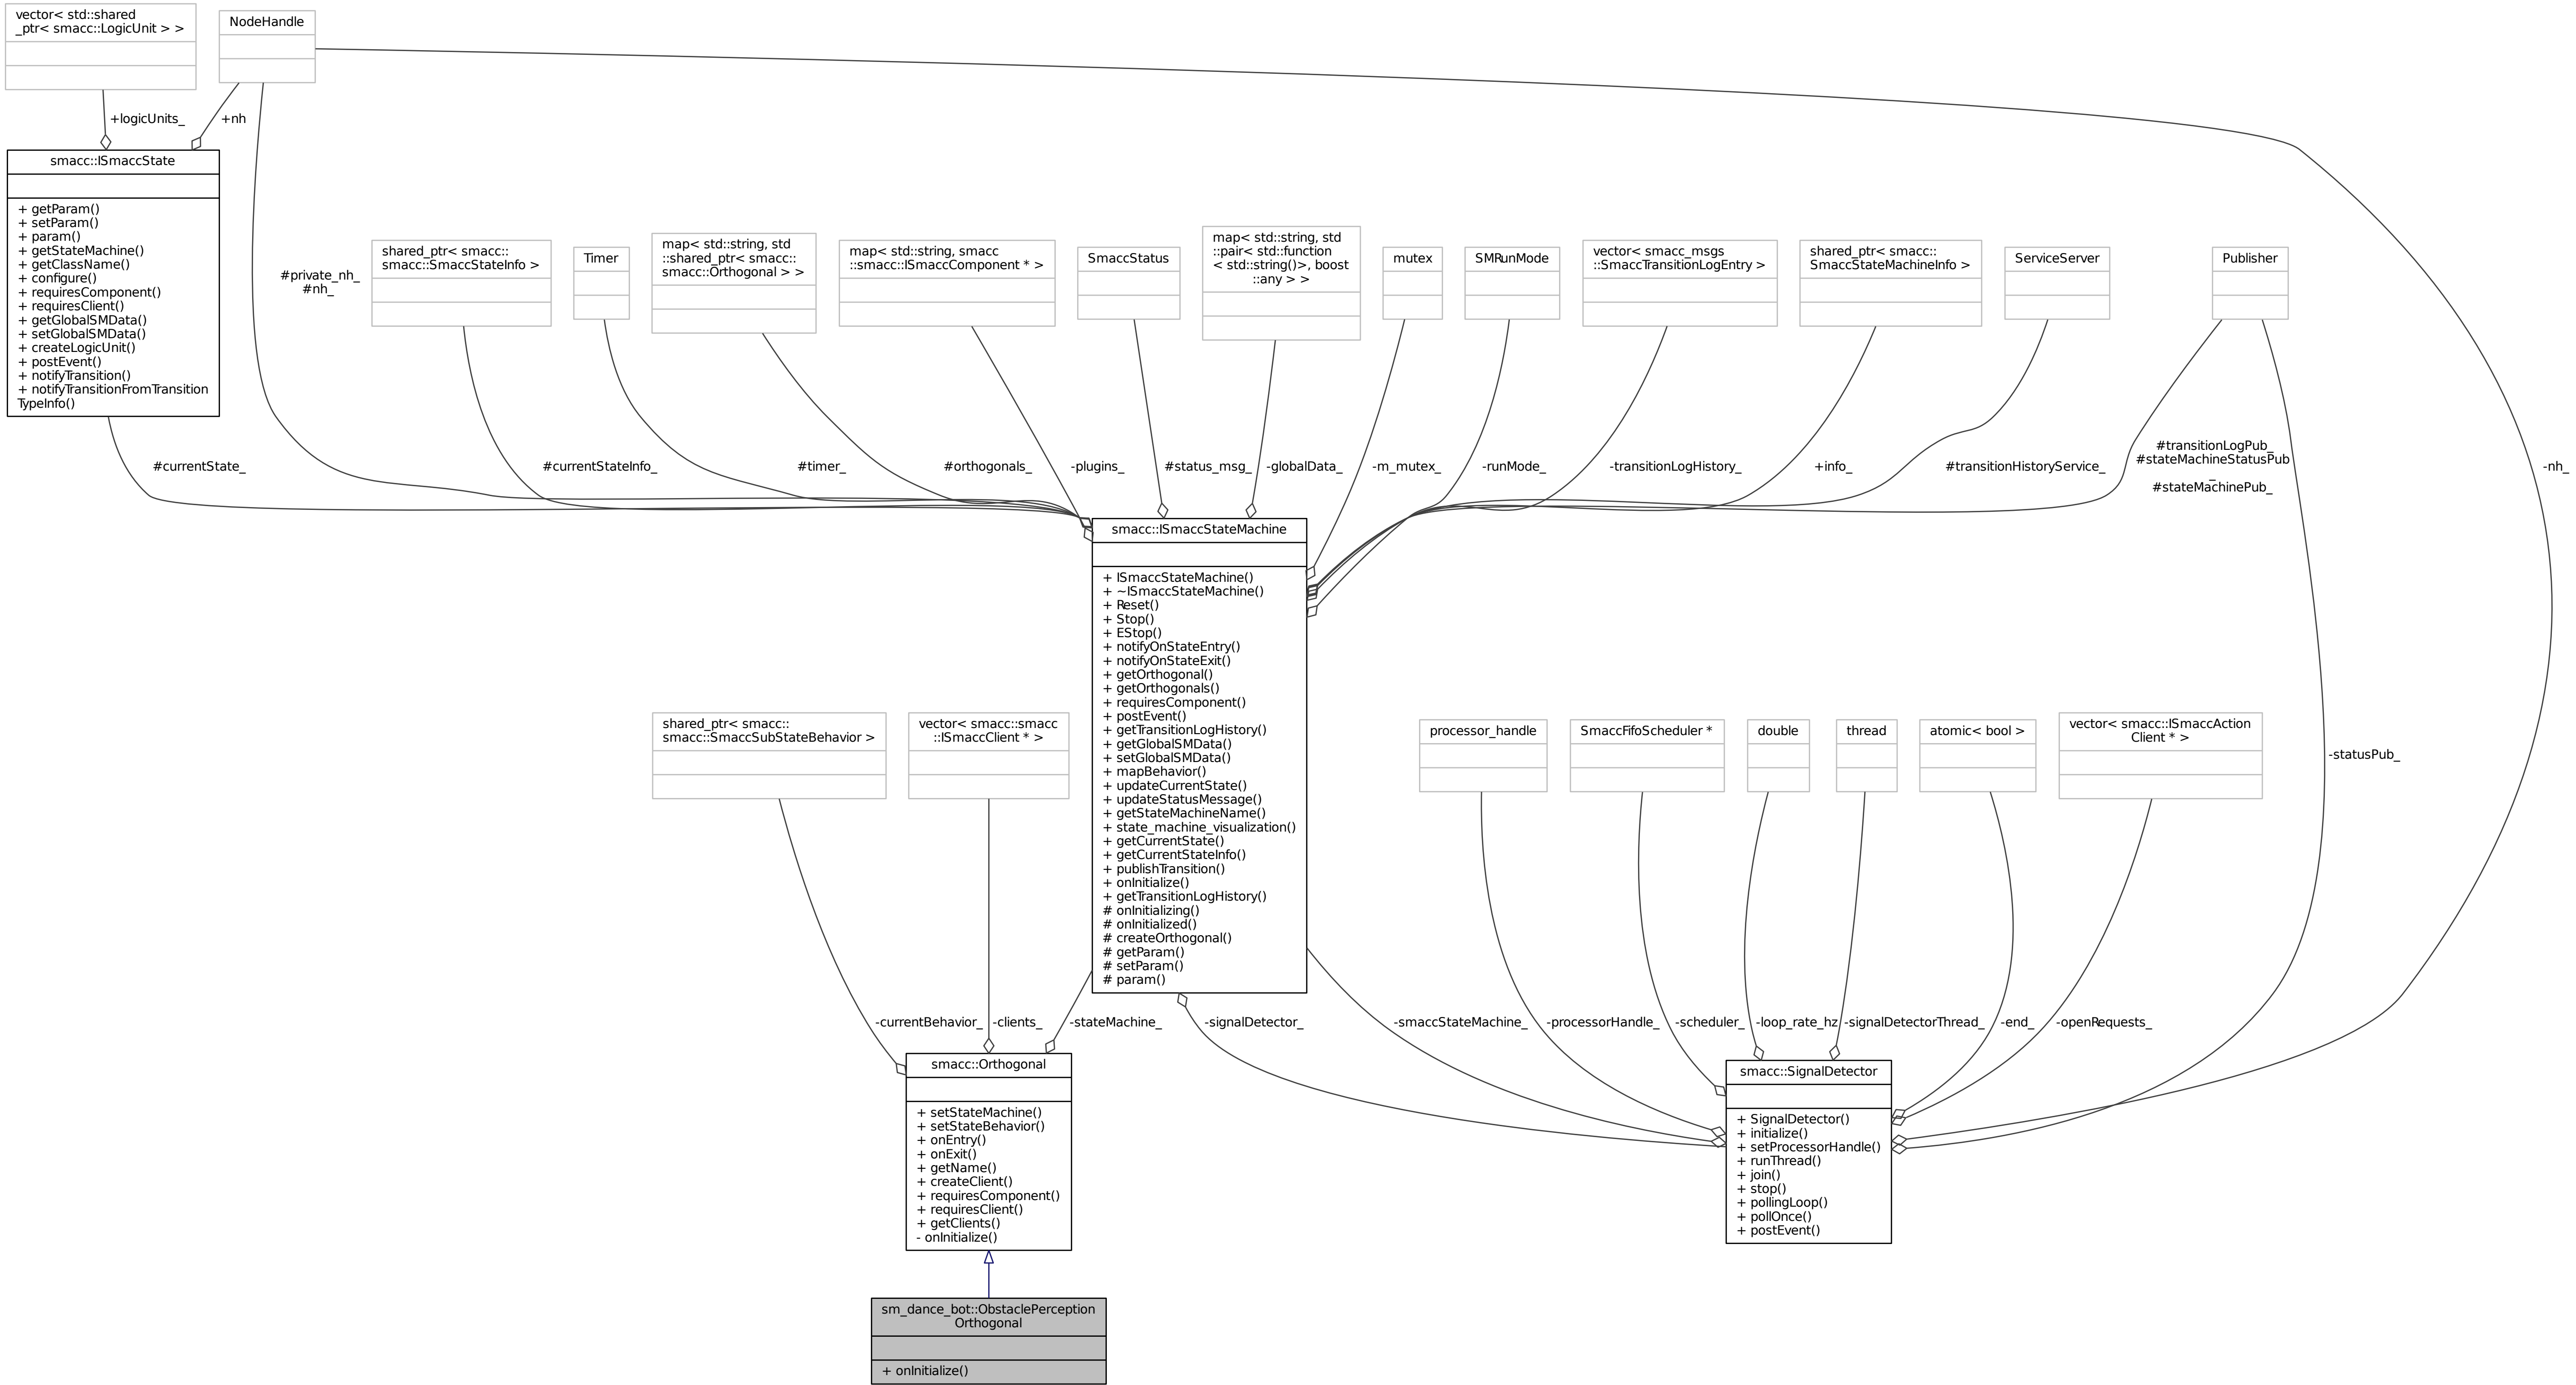 vector< std::shared
_ptr< smacc::LogicUnit > >
NodeHandle
+logicUnits_
+nh
smacc::ISmaccState
+ getParam()
+ setParam()
+ param()
+ getStateMachine()
+ getClassName()
+ configure()
+ requiresComponent()
+ requiresClient()
+ getGlobalSMData()
+ setGlobalSMData()
+ createLogicUnit()
+ postEvent()
+ notifyTransition()
+ notifyTransitionFromTransition
TypeInfo()
#private_nh_
#nh_
shared_ptr< smacc::
smacc::SmaccStateInfo >
Timer
map< std::string, std
::shared_ptr< smacc::
smacc::Orthogonal > >
map< std::string, smacc
::smacc::ISmaccComponent * >
SmaccStatus
map< std::string, std
::pair< std::function
< std::string()>, boost
::any > >
mutex
SMRunMode
vector< smacc_msgs
::SmaccTransitionLogEntry >
shared_ptr< smacc::
SmaccStateMachineInfo >
ServiceServer
Publisher
#currentState_
#currentStateInfo_
#timer_
#orthogonals_
-plugins_
#status_msg_
-globalData_
-m_mutex_
-runMode_
-transitionLogHistory_
+info_
#transitionHistoryService_
#transitionLogPub_
#stateMachineStatusPub
_
#stateMachinePub_
-nh_
smacc::ISmaccStateMachine
+ ISmaccStateMachine()
+ ~ISmaccStateMachine()
+ Reset()
+ Stop()
+ EStop()
+ notifyOnStateEntry()
+ notifyOnStateExit()
+ getOrthogonal()
+ getOrthogonals()
+ requiresComponent()
+ postEvent()
+ getTransitionLogHistory()
+ getGlobalSMData()
+ setGlobalSMData()
+ mapBehavior()
+ updateCurrentState()
+ updateStatusMessage()
+ getStateMachineName()
+ state_machine_visualization()
+ getCurrentState()
+ getCurrentStateInfo()
+ publishTransition()
+ onInitialize()
+ getTransitionLogHistory()
# onInitializing()
# onInitialized()
# createOrthogonal()
# getParam()
# setParam()
# param()
shared_ptr< smacc::
smacc::SmaccSubStateBehavior >
vector< smacc::smacc
::ISmaccClient * >
processor_handle
SmaccFifoScheduler *
double
thread
atomic< bool >
vector< smacc::ISmaccAction
Client * >
-statusPub_
-currentBehavior_
-clients_
-stateMachine_
-signalDetector_
-smaccStateMachine_
-processorHandle_
-scheduler_
-loop_rate_hz
-signalDetectorThread_
-end_
-openRequests_
smacc::Orthogonal
+ setStateMachine()
+ setStateBehavior()
+ onEntry()
+ onExit()
+ getName()
+ createClient()
+ requiresComponent()
+ requiresClient()
+ getClients()
- onInitialize()
smacc::SignalDetector
+ SignalDetector()
+ initialize()
+ setProcessorHandle()
+ runThread()
+ join()
+ stop()
+ pollingLoop()
+ pollOnce()
+ postEvent()
sm_dance_bot::ObstaclePerception
Orthogonal
+ onInitialize()